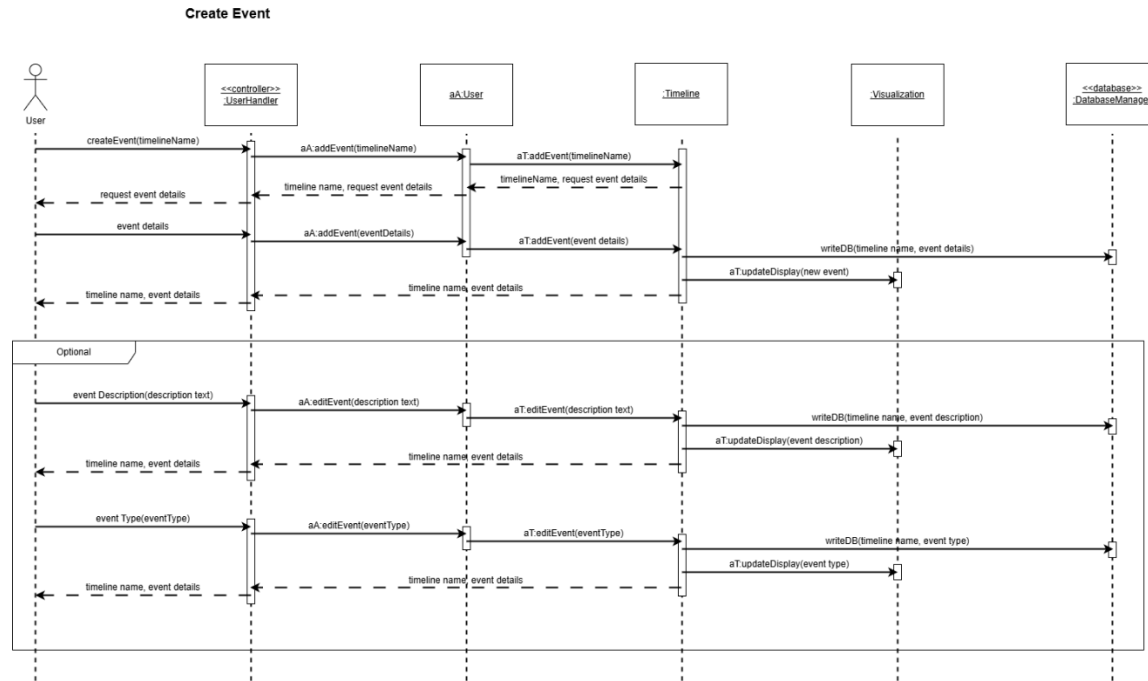 Create Event
<<controller>>
:UserHandler
aA:User
:Timeline
:Visualization
<<database>>
:DatabaseManage
User
createEvent(timelineName)
aA:addEvent(timelineName)
aT:addEvent(timelineName)
timelineName, request event details
timeline name, request event details
request event details
event details
aA:addEvent(eventDetails)
aT:addEvent(event details)
writeDB(timeline name, event details)
aT:updateDisplay(new event)
timeline name, event details
timeline name, event details
Optional
event Description(description text)
aA:editEvent(description text)
aT:editEvent(description text)
writeDB(timeline name, event description)
aT:updateDisplay(event description)
timeline name, event details
timeline name, event details
event Type(eventType)
aA:editEvent(eventType)
aT:editEvent(eventType)
writeDB(timeline name, event type)
aT:updateDisplay(event type)
timeline name, event details
timeline name, event details